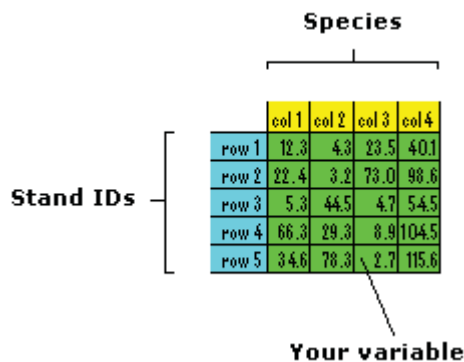 Species
col 1 col 2 col 3 col 4
row 1 12.3 4.3 23.5 40.1
row 2 22.4 3.2 73.0 98.6
Stand IDs
row 3 5.3 44.5 4.7 54.5
row 4 66.3 29.3 8.9 104.5
row 5 34.6 78.3 2.7 115.6
Your variable